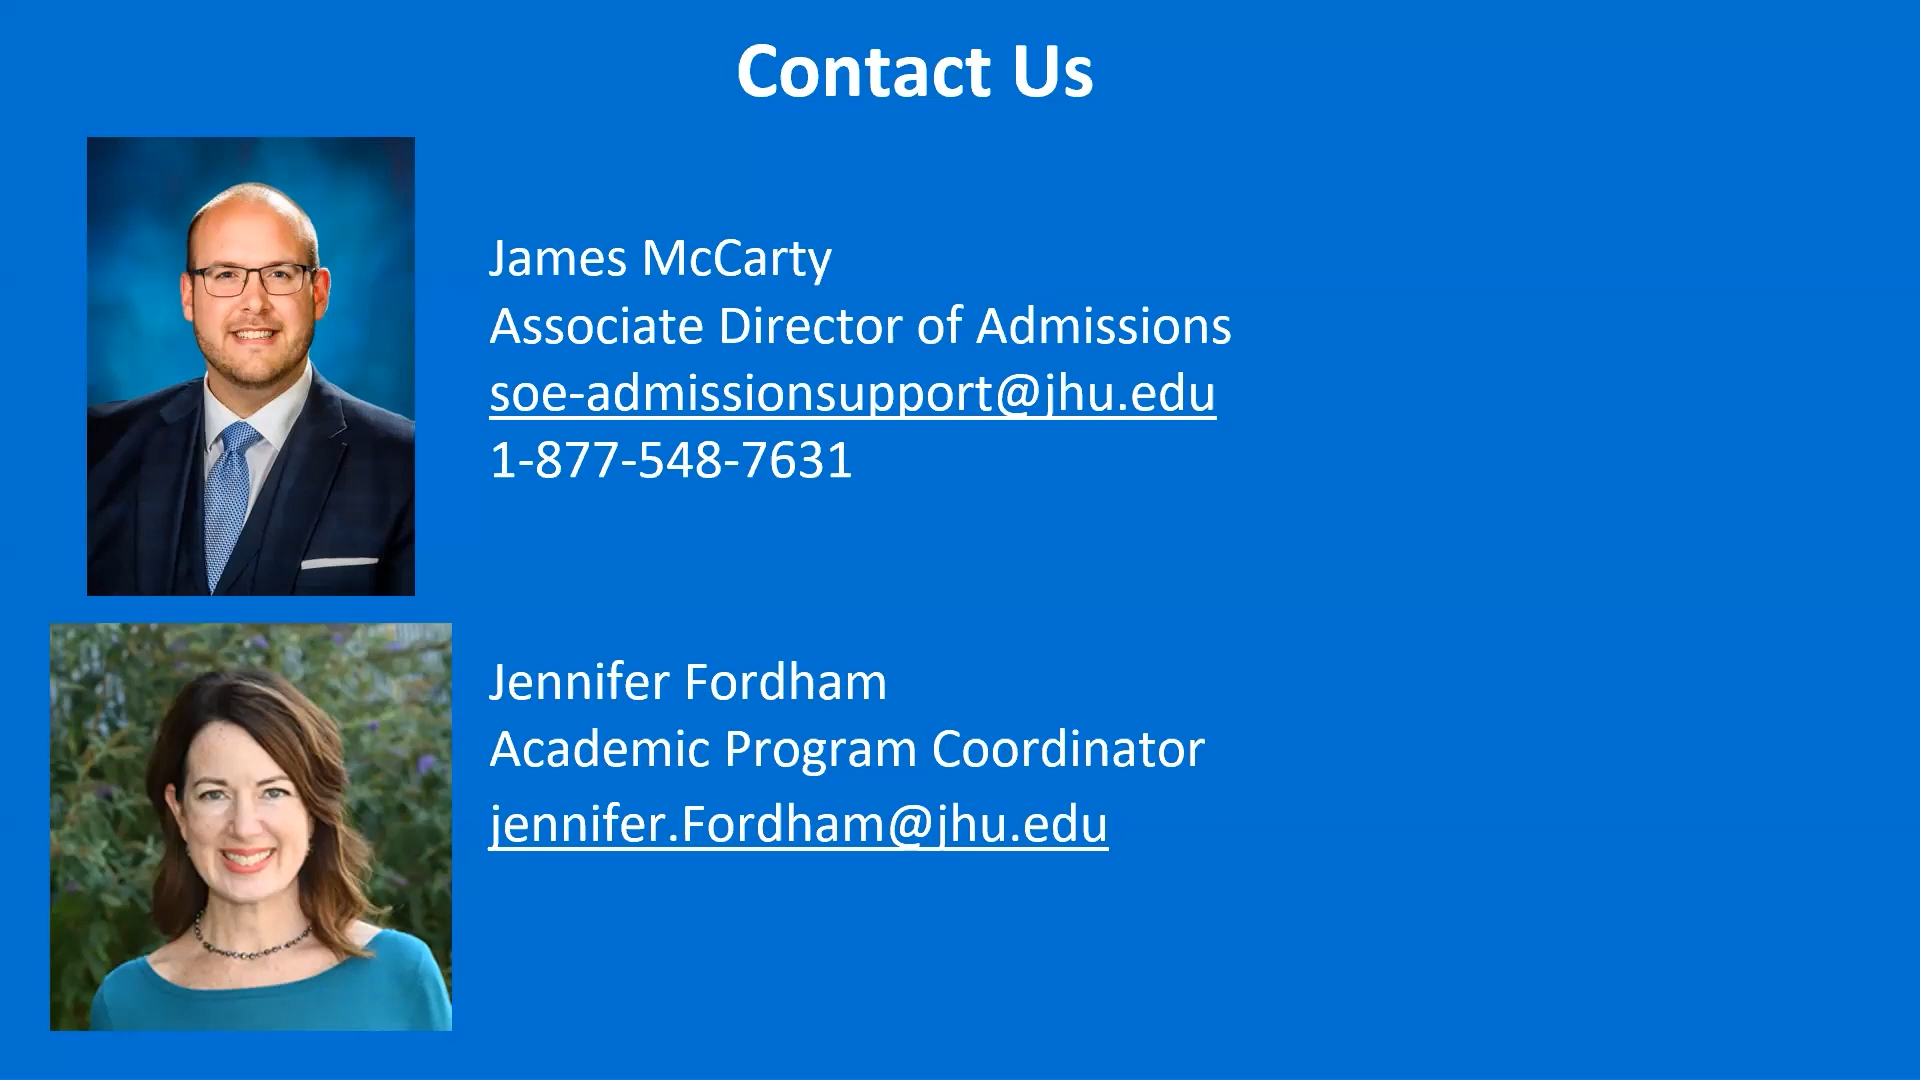 Contact Us
James McCarty
Associate Director of Admissions
soe-admissionsupport@jhu.edu
1-877-548-7631
Jennifer Fordham
Academic Program Coordinator
jennifer.Fordham@jhu.edu